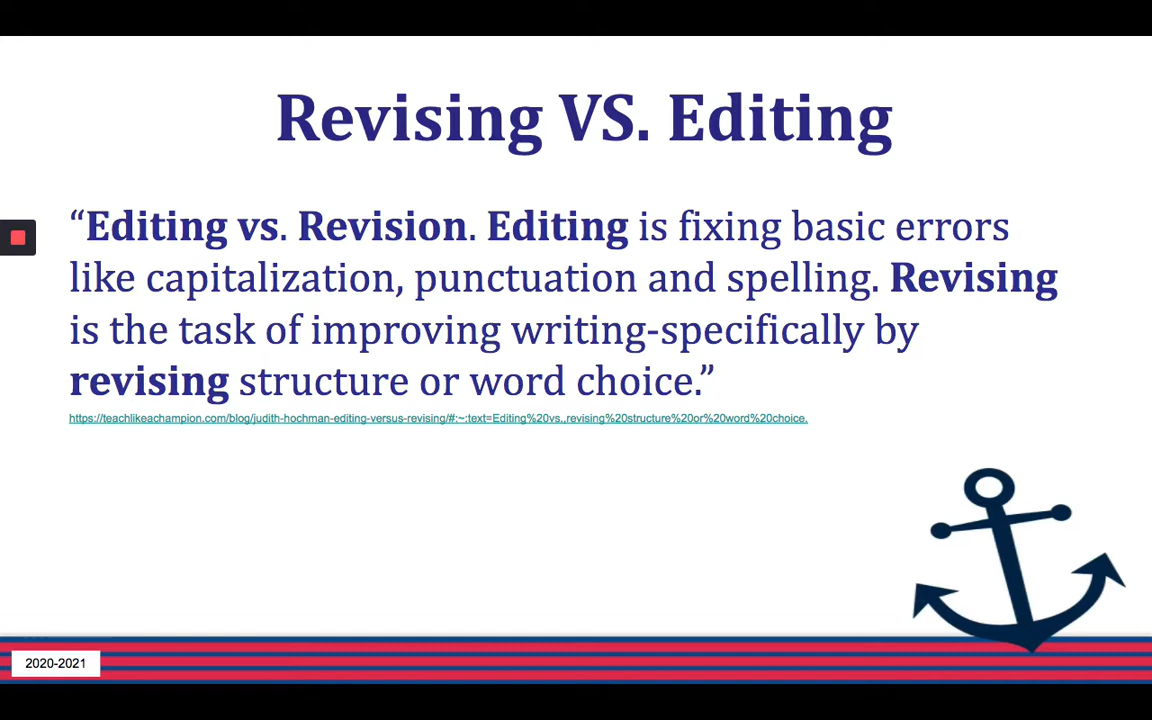 Revising VS. Editing
“Editing vs. Revision. Editing is fixing basic errors
like capitalization, punctuation and spelling. Revising
is the task of improving writing-specifically by
revising structure or word choice.”
https://teachlikeachampion.com/blog/judith-hochman-editing-versus-revising/#:~:text=Editing%20vs.,revising%20structure%20or%20word%20choice.
2020-2021